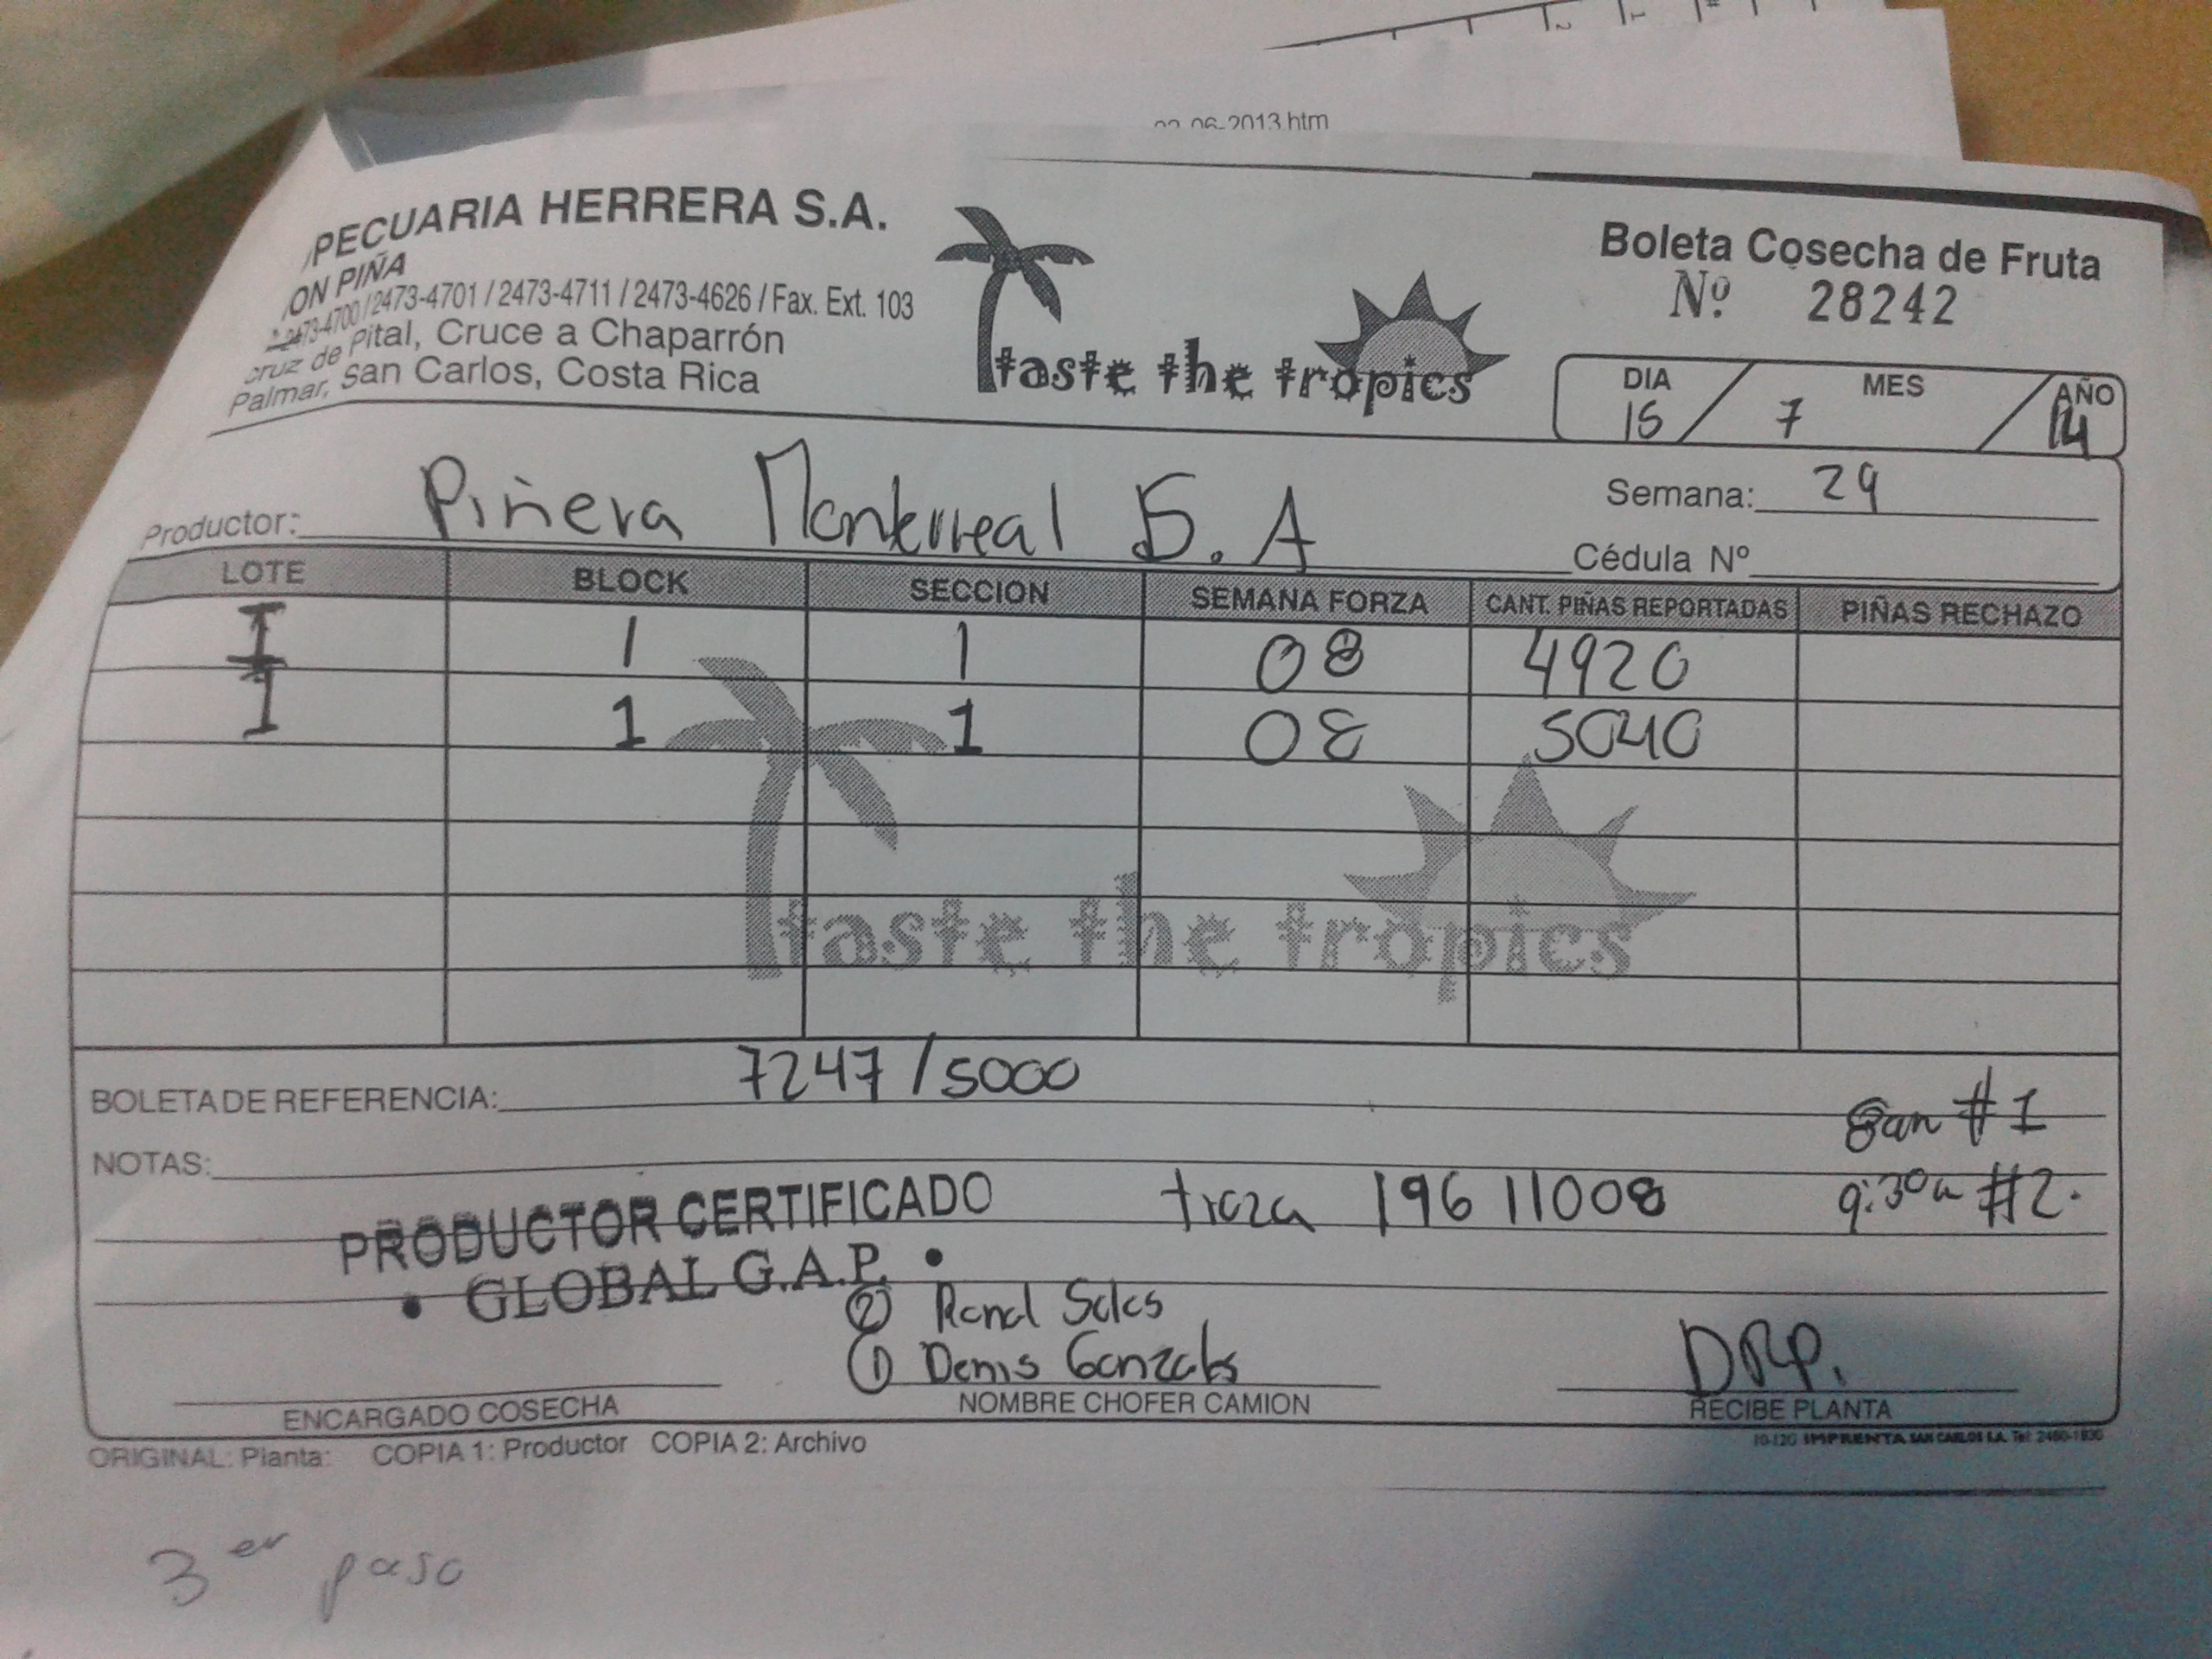 02-06-2013.htm
PECUARIA HERRERA S.A.
ON PIÑA
2473-4700 / 2473-4701 / 2473-4711 / 2473-4626 / Fax. Ext. 103
cruz de Pital, Cruce a Chaparrón
Palmar, San Carlos, Costa Rica
taste the tropics
Boleta Cosecha de Fruta
Nº 28242
DIA MES AÑO
15 / 7 / 14
Productor: Piñera Monterreal S.A
Semana: 29
Cédula Nº
LOTE BLOCK SECCION SEMANA FORZA CANT. PIÑAS REPORTADAS PIÑAS RECHAZO
I 1 1 08 4920
I 1 1 08 5040
taste the tropics
BOLETA DE REFERENCIA: 7247 / 5000
8am #1
NOTAS:
PRODUCTOR CERTIFICADO
traza 196 11008
9:30a #2.
• GLOBAL G.A.P. •
② Rand Salas
① Denis Gonzales
DRP.
ENCARGADO COSECHA NOMBRE CHOFER CAMION RECIBE PLANTA
ORIGINAL: Planta: COPIA 1: Productor COPIA 2: Archivo
10-120 IMPRENTA SAN CARLOS S.A. Tel: 2460-1830
3er paso